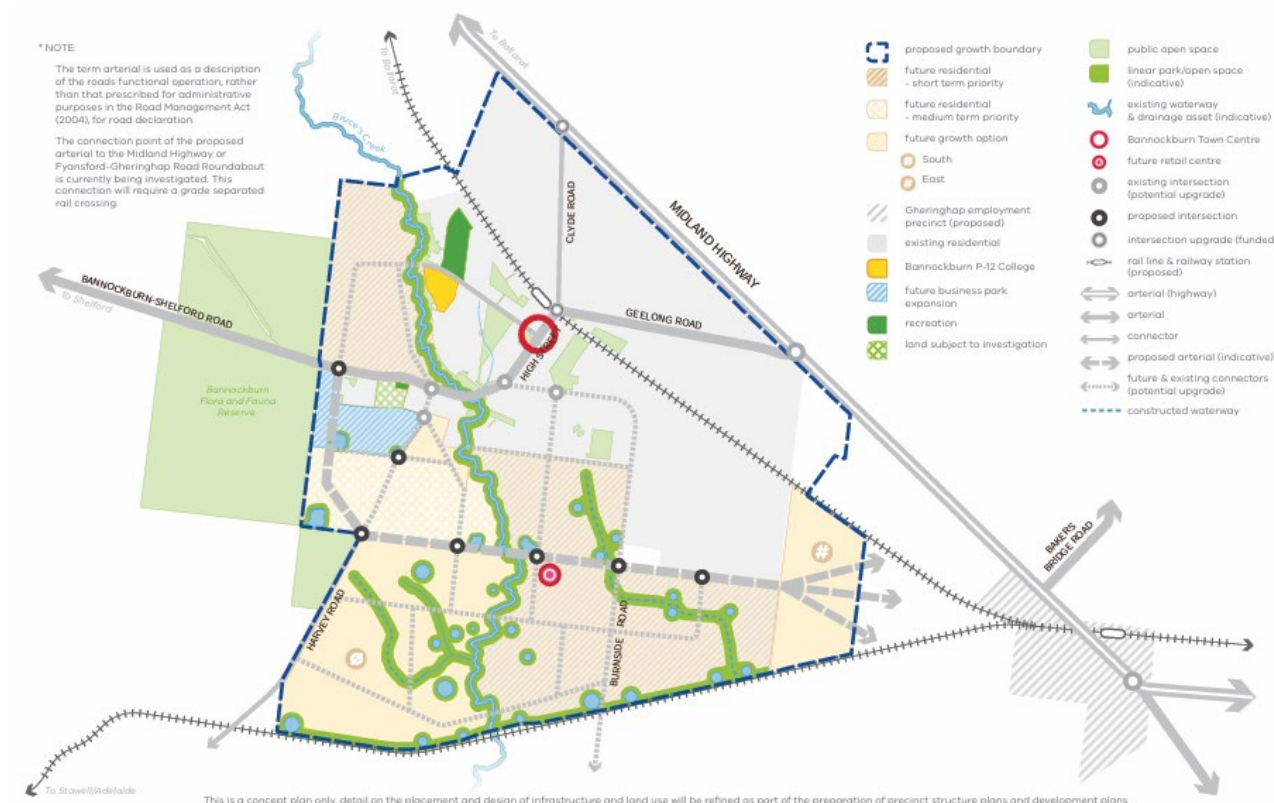 * NOTE:
The term arterial is used as a description
of the roads functional operation, rather
than that prescribed for administrative
purposes in the Road Management Act
(2004), for road declaration.
The connection point of the proposed
arterial to the Midland Highway or
Fyansford-Gheringhap Road Roundabout
is currently being investigated. This
connection will require a grade separated
rail crossing.
To Ballarat
To Ballarat
Bruce's Creek
MIDLAND HIGHWAY
CLYDE ROAD
BANNOCKBURN-SHELFORD ROAD
To Shelford
GEELONG ROAD
HIGH STREET
Bannockburn
Flora and Fauna
Reserve
BAKERS
BRIDGE ROAD
#
HARVEY ROAD
BURNSIDE ROAD
To Stawell/Adelaide
proposed growth boundary
future residential
- short term priority
future residential
- medium term priority
future growth option
South
# East
Gheringhap employment
precinct (proposed)
existing residential
Bannockburn P-12 College
future business park
expansion
recreation
land subject to investigation
public open space
linear park/open space
(indicative)
existing waterway
& drainage asset (indicative)
Bannockburn Town Centre
future retail centre
existing intersection
(potential upgrade)
proposed intersection
intersection upgrade (funded
rail line & railway station
(proposed)
arterial (highway)
arterial
connector
proposed arterial (indicative)
future & existing connectors
(potential upgrade)
constructed waterway
This is a concept plan only, detail on the placement and design of infrastructure and land use will be refined as part of the preparation of precinct structure plans and development plans